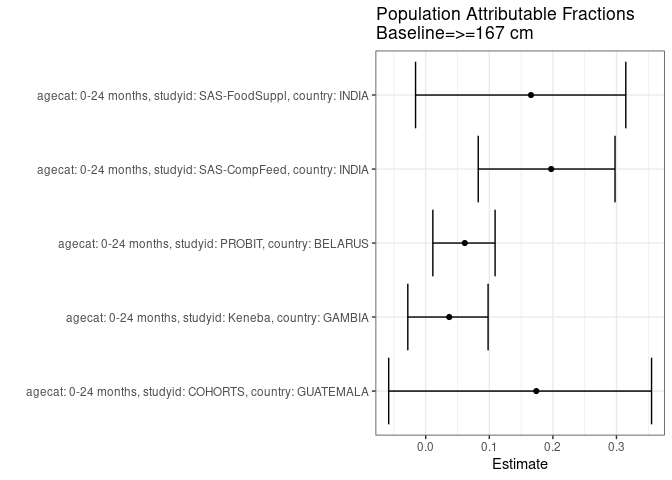 Population Attributable Fractions
Baseline=>=167 cm
agecat: 0-24 months, studyid: SAS-FoodSuppl, country: INDIA
agecat: 0-24 months, studyid: SAS-CompFeed, country: INDIA
agecat: 0-24 months, studyid: PROBIT, country: BELARUS
agecat: 0-24 months, studyid: Keneba, country: GAMBIA
agecat: 0-24 months, studyid: COHORTS, country: GUATEMALA
0.0 0.1 0.2 0.3
Estimate